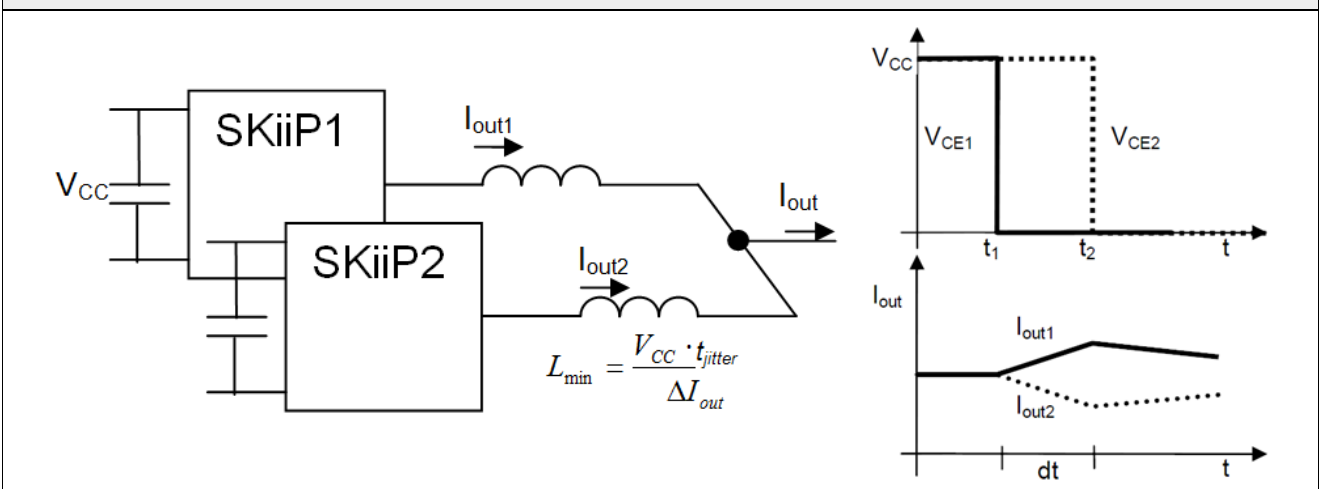 SKiiP1
V_CC
I_out1
SKiiP2
I_out2
I_out
L_min = V_CC · t_jitter / ΔI_out
V_CC
V_CE1
V_CE2
t_1
t_2
t
I_out
I_out1
I_out2
dt
t